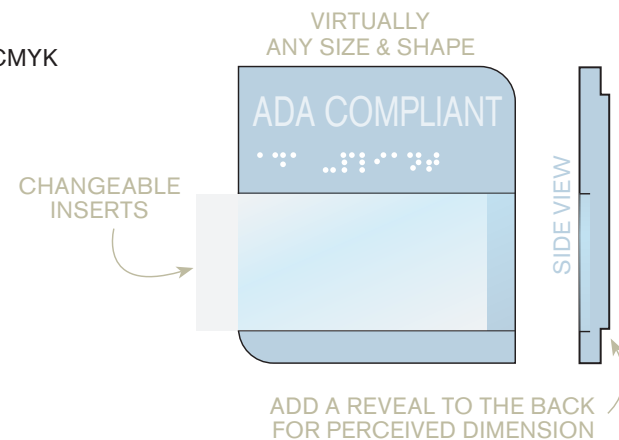 VIRTUALLY
ANY SIZE & SHAPE
CMYK
ADA COMPLIANT
CHANGEABLE
INSERTS
SIDE VIEW
ADD A REVEAL TO THE BACK
FOR PERCEIVED DIMENSION